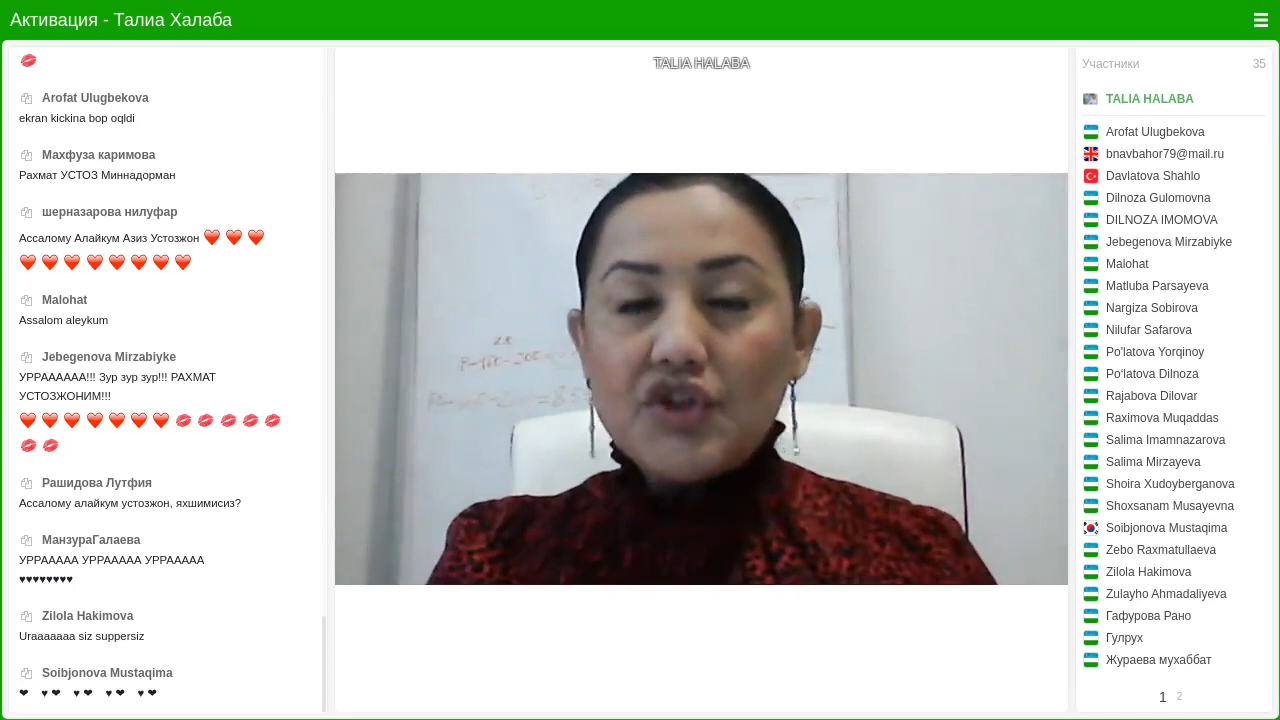 Активация - Талиа Халаба
Arofat Ulugbekova
ekran kickina bop oqldi
Махфуза каримова
Рахмат УСТОЗ Миннадорман
шерназарова нилуфар
Ассалому Алайкум Азиз Устозжон
Malohat
Assalom aleykum
Jebegenova Mirzabiyke
УРРАААААА!!! Зур зур зур!!! РАХМАТ
УСТОЗЖОНИМ!!!
Рашидова Лутфия
Ассалому алайкум устозжон, яхшимисиз?
МанзураГалаева
УРРААААА УРРААААА УРРААААА
♥♥♥♥♥♥♥♥
Zilola Hakimova
Uraaaaaaa siz suppersiz
Soibjonova Mustaqima
❤ ♥ ❤ ♥ ❤ ♥ ❤ ♥ ❤
TALIA HALABA
Участники 35
TALIA HALABA
Arofat Ulugbekova
bnavbahor79@mail.ru
Davlatova Shahlo
Dilnoza Gulomovna
DILNOZA IMOMOVA
Jebegenova Mirzabiyke
Malohat
Matluba Parsayeva
Nargiza Sobirova
Nilufar Safarova
Po'latova Yorqinoy
Po'latova Dilnoza
Rajabova Dilovar
Raximova Muqaddas
Salima Imamnazarova
Salima Mirzayeva
Shoira Xudoyberganova
Shoxsanam Musayevna
Soibjonova Mustaqima
Zebo Raxmatullaeva
Zilola Hakimova
Zulayho Ahmadaliyeva
Гафурова Рано
Гулрух
Жураева мухаббат
1 2